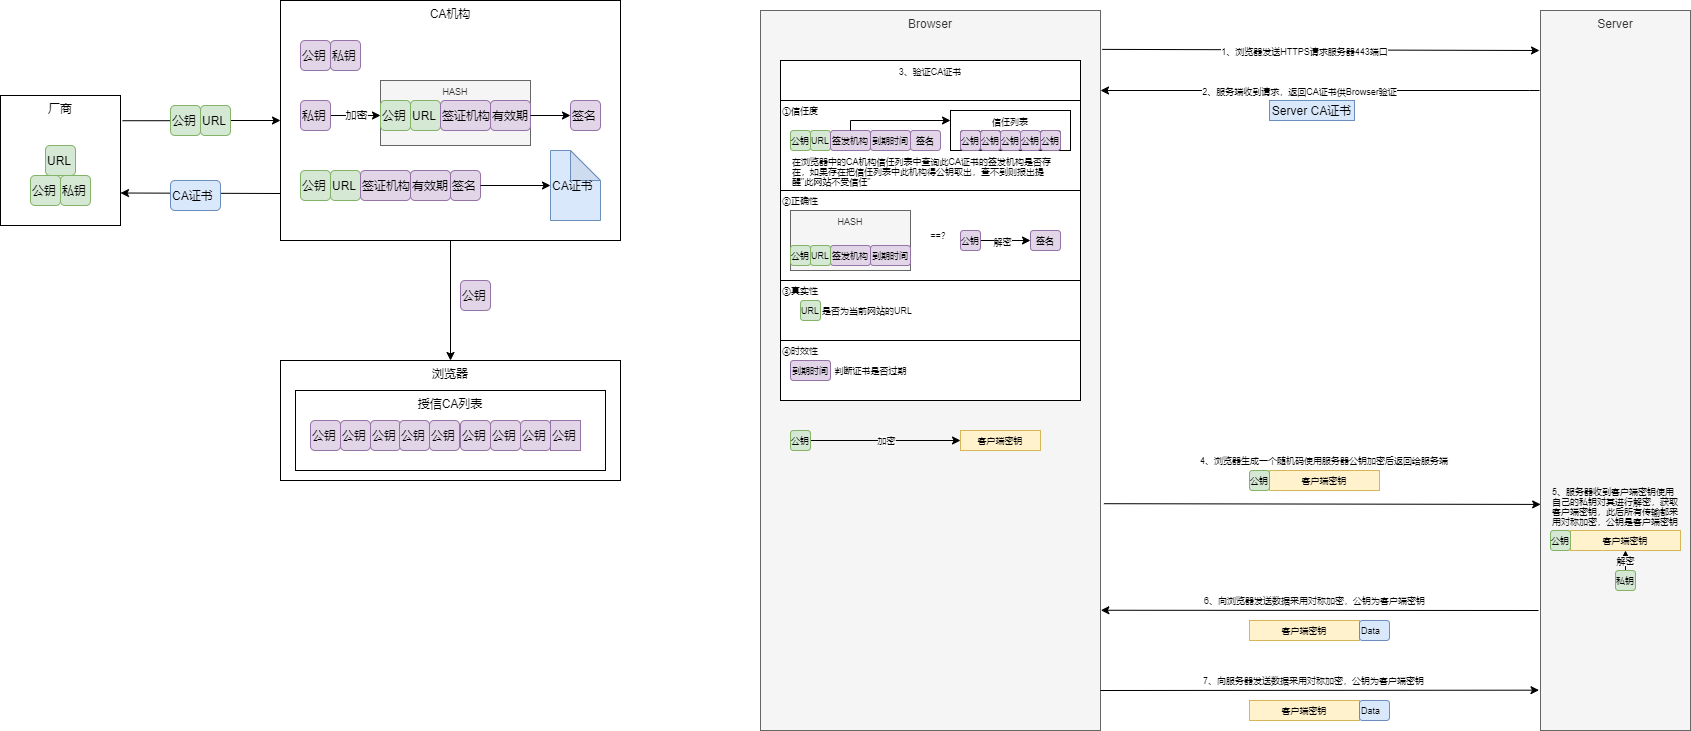 厂商
URL
公钥 私钥
公钥 URL
CA证书
CA机构
公钥 私钥
私钥
加密
HASH
公钥 URL 签证机构 有效期
签名
公钥 URL 签证机构 有效期 签名
CA证书
公钥
浏览器
授信CA列表
公钥 公钥 公钥 公钥 公钥 公钥 公钥 公钥 公钥
Browser
3、验证CA证书
①信任度
公钥 URL 签发机构 到期时间 签名
信任列表
公钥 公钥 公钥 公钥 公钥
在浏览器中的CA机构信任列表中查询此CA证书的签发机构是否存
在，如果存在把信任列表中此机构得公钥取出，查不到则报出提
醒“此网站不受信任”
②正确性
HASH
公钥 URL 签发机构 到期时间
==?
公钥
解密
签名
③真实性
URL 是否为当前网站的URL
④时效性
到期时间 判断证书是否过期
公钥
加密
客户端密钥
Server
1、浏览器发送HTTPS请求服务器443端口
2、服务端收到请求，返回CA证书供Browser验证
Server CA证书
4、浏览器生成一个随机码使用服务器公钥加密后返回给服务端
公钥 客户端密钥
5、服务器收到客户端密钥使用
自己的私钥对其进行解密，获取
客户端密钥，此后所有传输都采
用对称加密，公钥是客户端密钥
公钥 客户端密钥
解密
私钥
6、向浏览器发送数据采用对称加密，公钥为客户端密钥
客户端密钥 Data
7、向服务器发送数据采用对称加密，公钥为客户端密钥
客户端密钥 Data